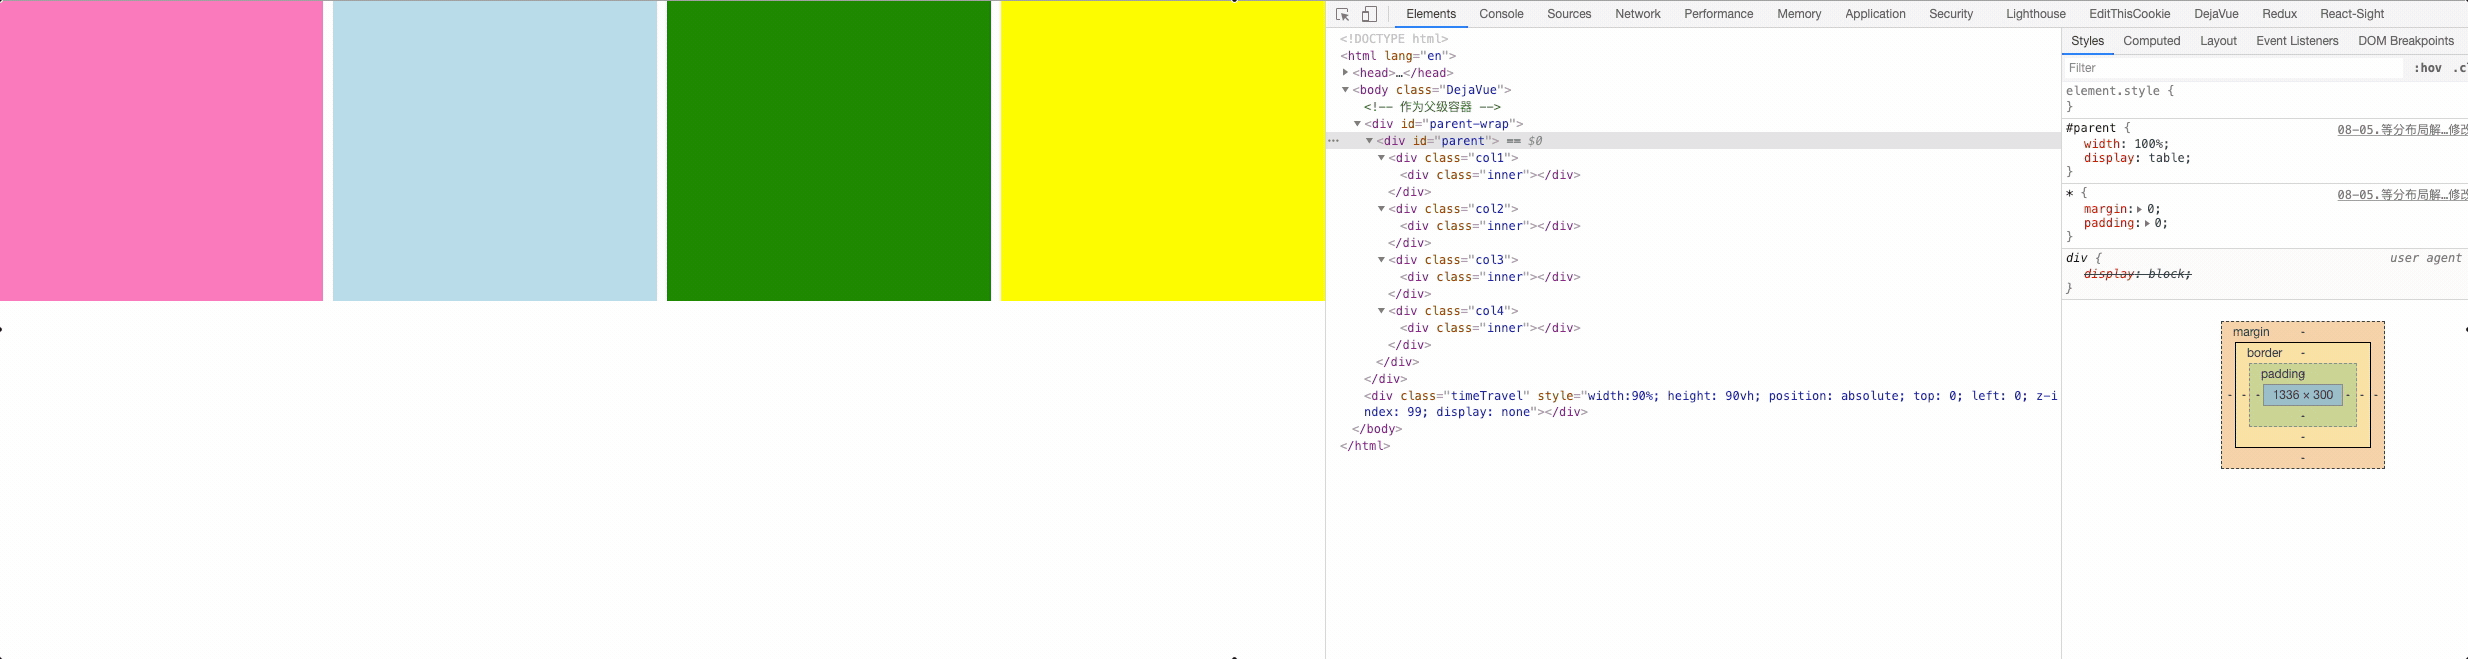 Elements Console Sources Network Performance Memory Application Security Lighthouse EditThisCookie DejaVue Redux React-Sight
<!DOCTYPE html>
<html lang="en">
<head>…</head>
<body class="DejaVue">
<!-- 作为父级容器 -->
<div id="parent-wrap">
<div id="parent"> == $0
<div class="col1">
<div class="inner"></div>
</div>
<div class="col2">
<div class="inner"></div>
</div>
<div class="col3">
<div class="inner"></div>
</div>
<div class="col4">
<div class="inner"></div>
</div>
</div>
</div>
<div class="timeTravel" style="width:90%; height: 90vh; position: absolute; top: 0; left: 0; z-i
ndex: 99; display: none"></div>
</body>
</html>
Styles Computed Layout Event Listeners DOM Breakpoints
Filter :hov
element.style {
}
#parent { 08-05.等分布局解…修改
width: 100%;
display: table;
}
* { 08-05.等分布局解…修改
margin: 0;
padding: 0;
}
div { user agent
display: block;
}
margin -
border -
padding -
- - - 1336 × 300 - - -
-
-
-